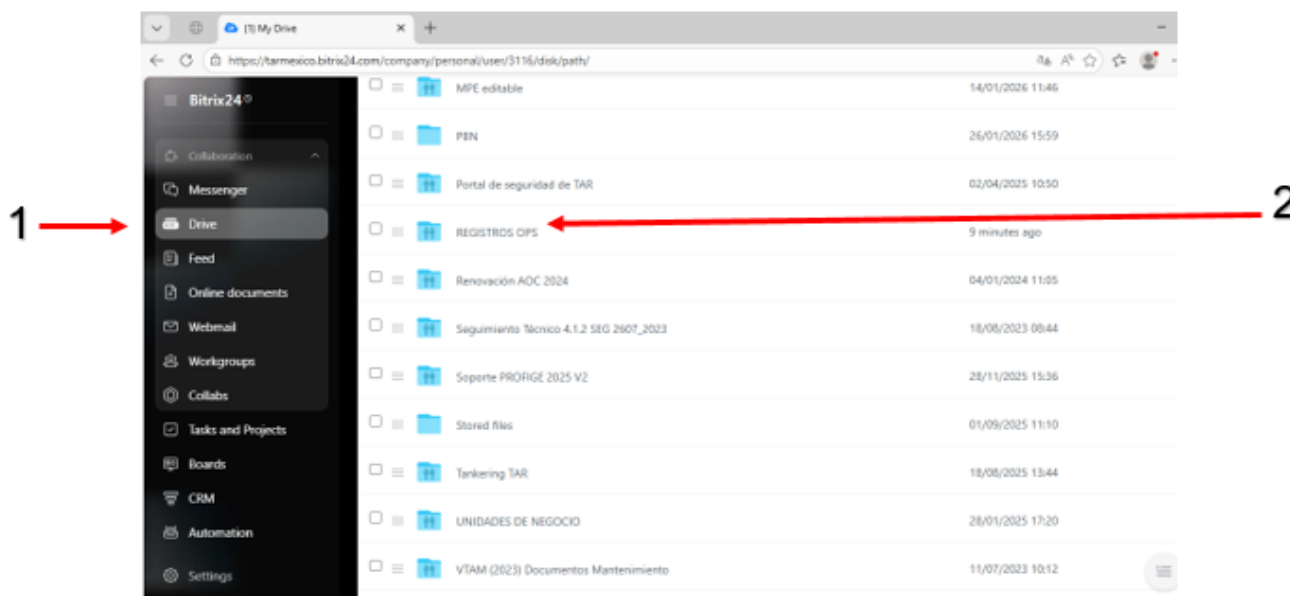 (1) My Drive
https://tarmexico.bitrix24.com/company/personal/user/3116/disk/path/
Bitrix24
MPE editable 14/01/2026 11:46
PBN 26/01/2026 15:59
Collaboration
Messenger
Portal de seguridad de TAR 02/04/2025 10:50
1
Drive
REGISTROS OPS 9 minutes ago
2
Feed
Online documents
Renovación AOC 2024 04/01/2024 11:05
Webmail
Seguimiento Técnico 4.1.2 SEG 2607_2023 18/08/2023 08:44
Workgroups
Soporte PROFIGE 2025 V2 28/11/2025 15:36
Collabs
Tasks and Projects
Stored files 01/09/2025 11:10
Boards
Tankering TAR 18/08/2025 13:44
CRM
Automation
UNIDADES DE NEGOCIO 28/01/2025 17:20
Settings
VTAM (2023) Documentos Mantenimiento 11/07/2023 10:12